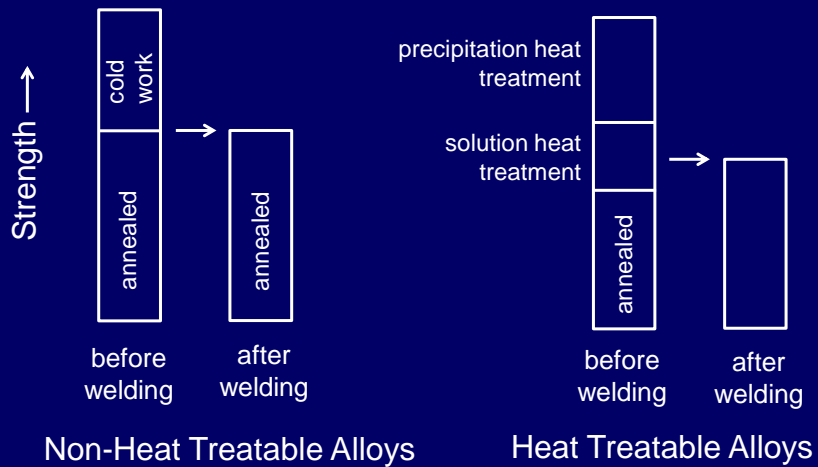 Strength
cold
work
annealed
annealed
before
welding
after
welding
Non-Heat Treatable Alloys
precipitation heat
treatment
solution heat
treatment
annealed
before
welding
after
welding
Heat Treatable Alloys